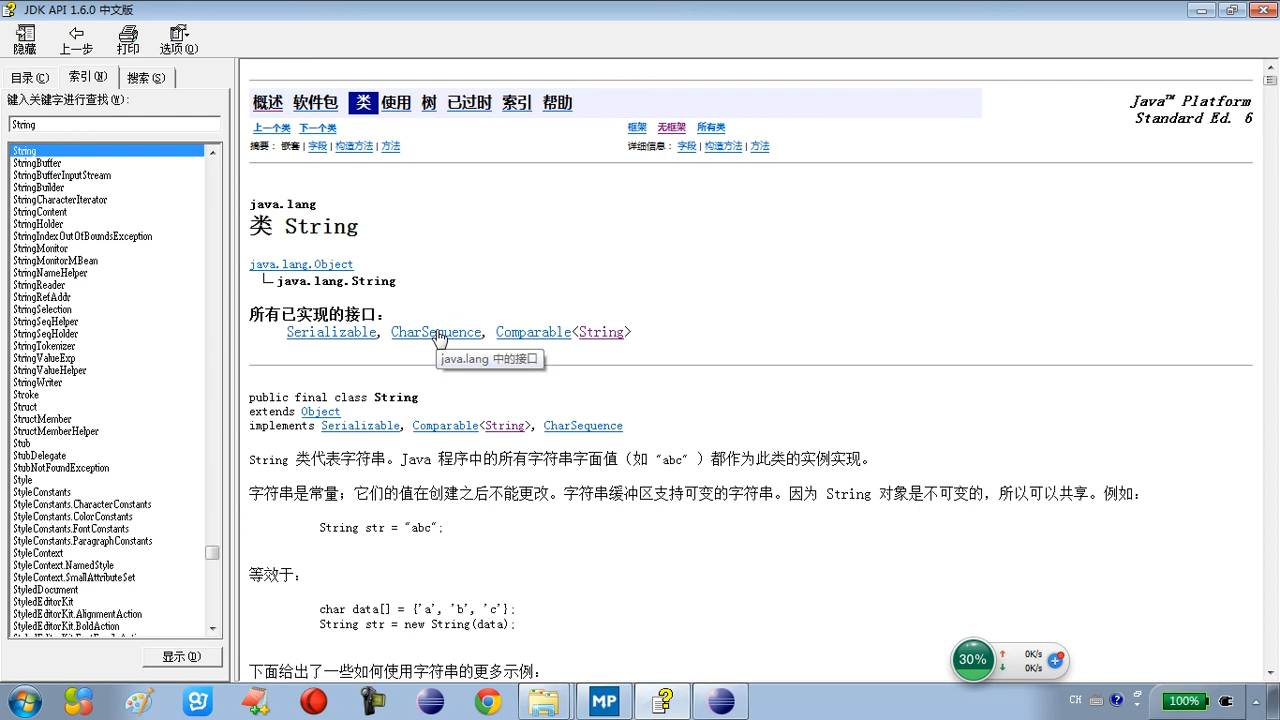 JDK API 1.6.0 中文版
隐藏 上一步 打印 选项(O)
目录(C) 索引(N) 搜索(S)
键入关键字进行查找(W):
String
String
StringBuffer
StringBufferInputStream
StringBuilder
StringCharacterIterator
StringContent
StringHolder
StringIndexOutOfBoundsException
StringMonitor
StringMonitorMBean
StringNameHelper
StringReader
StringRefAddr
StringSelection
StringSeqHelper
StringSeqHolder
StringTokenizer
StringValueExp
StringValueHelper
StringWriter
Stroke
Struct
StructMember
StructMemberHelper
Stub
StubDelegate
StubNotFoundException
Style
StyleConstants
StyleConstants.CharacterConstants
StyleConstants.ColorConstants
StyleConstants.FontConstants
StyleConstants.ParagraphConstants
StyleContext
StyleContext.NamedStyle
StyleContext.SmallAttributeSet
StyledDocument
StyledEditorKit
StyledEditorKit.AlignmentAction
StyledEditorKit.BoldAction
显示(D)
概述 软件包 类 使用 树 已过时 索引 帮助
Java™ Platform
Standard Ed. 6
上一个类 下一个类 框架 无框架 所有类
摘要: 嵌套 | 字段 | 构造方法 | 方法 详细信息: 字段 | 构造方法 | 方法
java.lang
类 String
java.lang.Object
java.lang.String
所有已实现的接口:
Serializable, CharSequence, Comparable<String>
java.lang 中的接口
public final class String
extends Object
implements Serializable, Comparable<String>, CharSequence
String 类代表字符串。Java 程序中的所有字符串字面值（如 "abc" ）都作为此类的实例实现。
字符串是常量；它们的值在创建之后不能更改。字符串缓冲区支持可变的字符串。因为 String 对象是不可变的，所以可以共享。例如：
String str = "abc";
等效于：
char data[] = {'a', 'b', 'c'};
String str = new String(data);
下面给出了一些如何使用字符串的更多示例：
30% 0K/s
0K/s
MP CH 100%